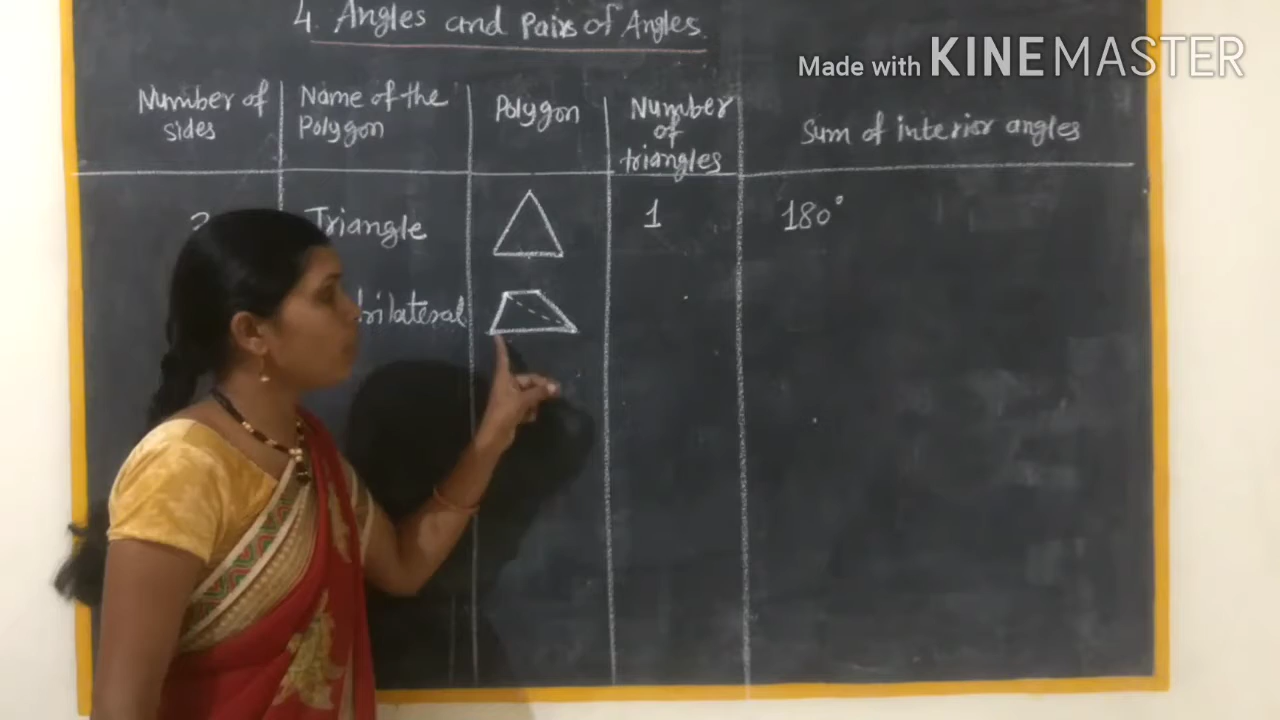 4. Angles and Pairs of Angles.
Made with KINEMASTER
Number of sides
Name of the Polygon
Polygon
Number of triangles
Sum of interior angles
Triangle
1
180°
rilateral